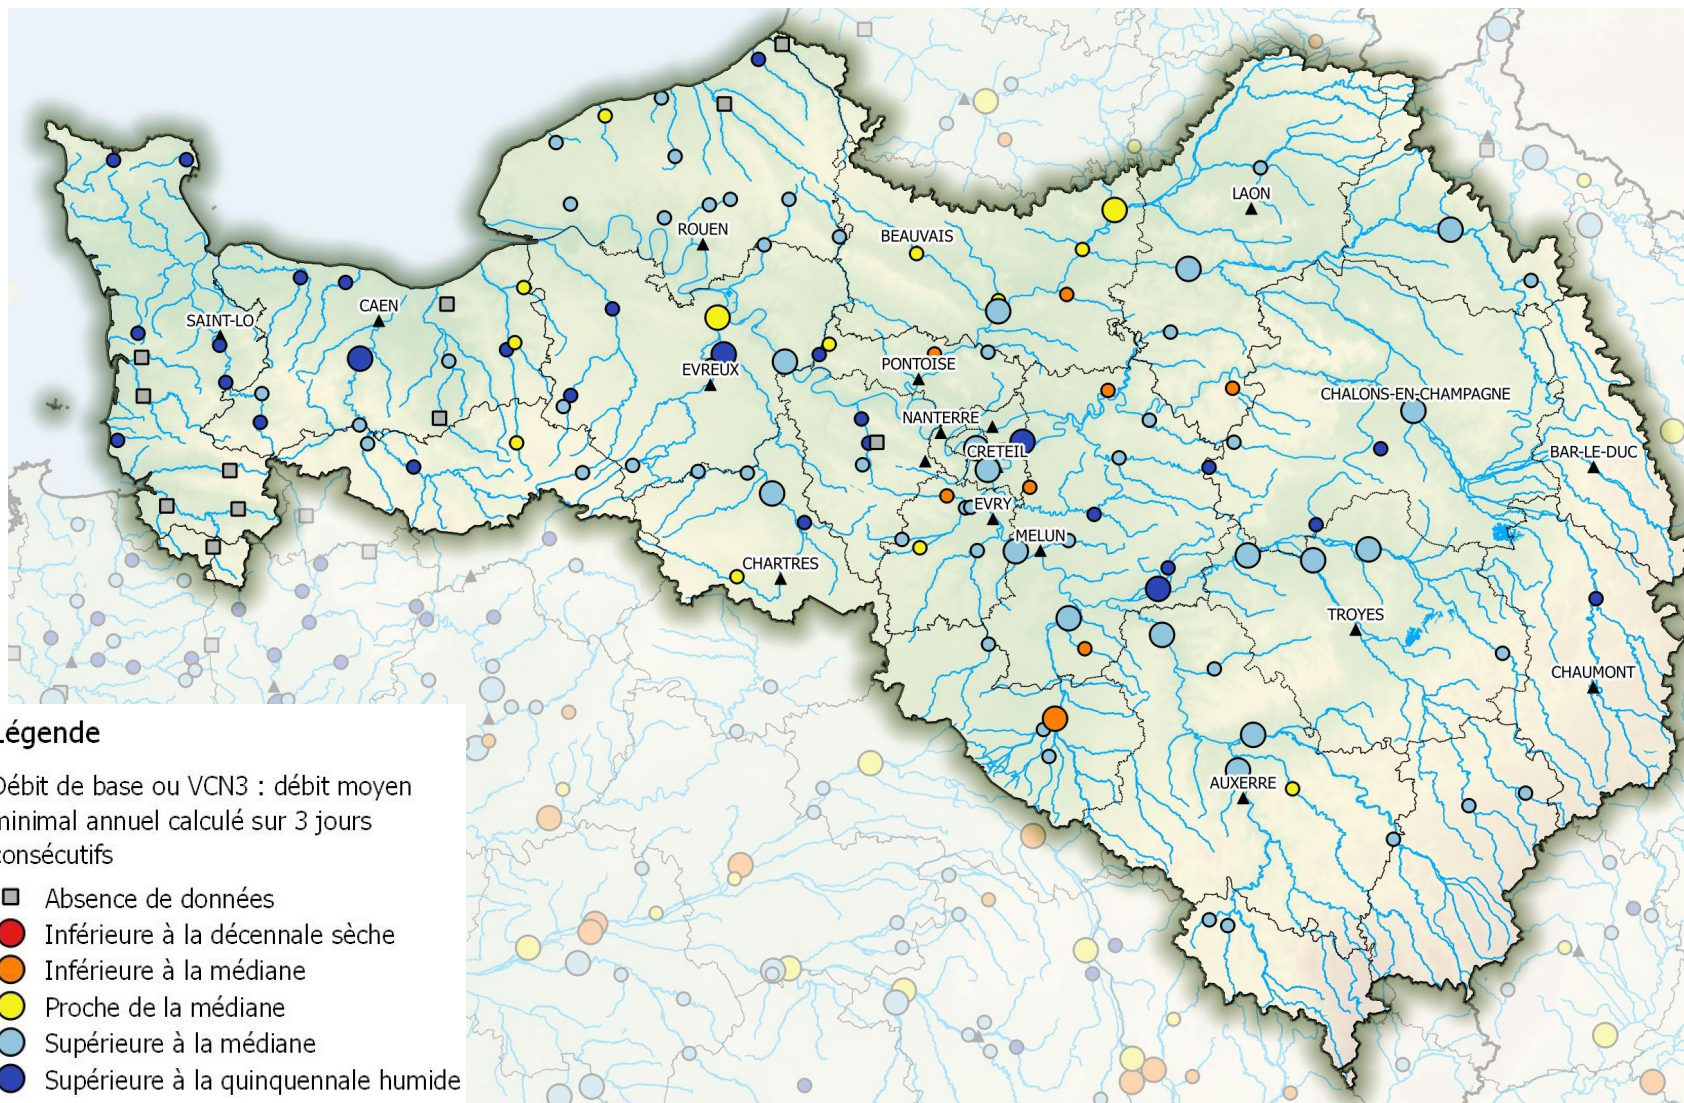 LAON
ROUEN
BEAUVAIS
SAINT-LO
CAEN
EVREUX
PONTOISE
NANTERRE
CHALONS-EN-CHAMPAGNE
CRETEIL
BAR-LE-DUC
EVRY
MELUN
CHARTRES
TROYES
CHAUMONT
AUXERRE
Légende
Débit de base ou VCN3 : débit moyen
minimal annuel calculé sur 3 jours
consécutifs
Absence de données
Inférieure à la décennale sèche
Inférieure à la médiane
Proche de la médiane
Supérieure à la médiane
Supérieure à la quinquennale humide